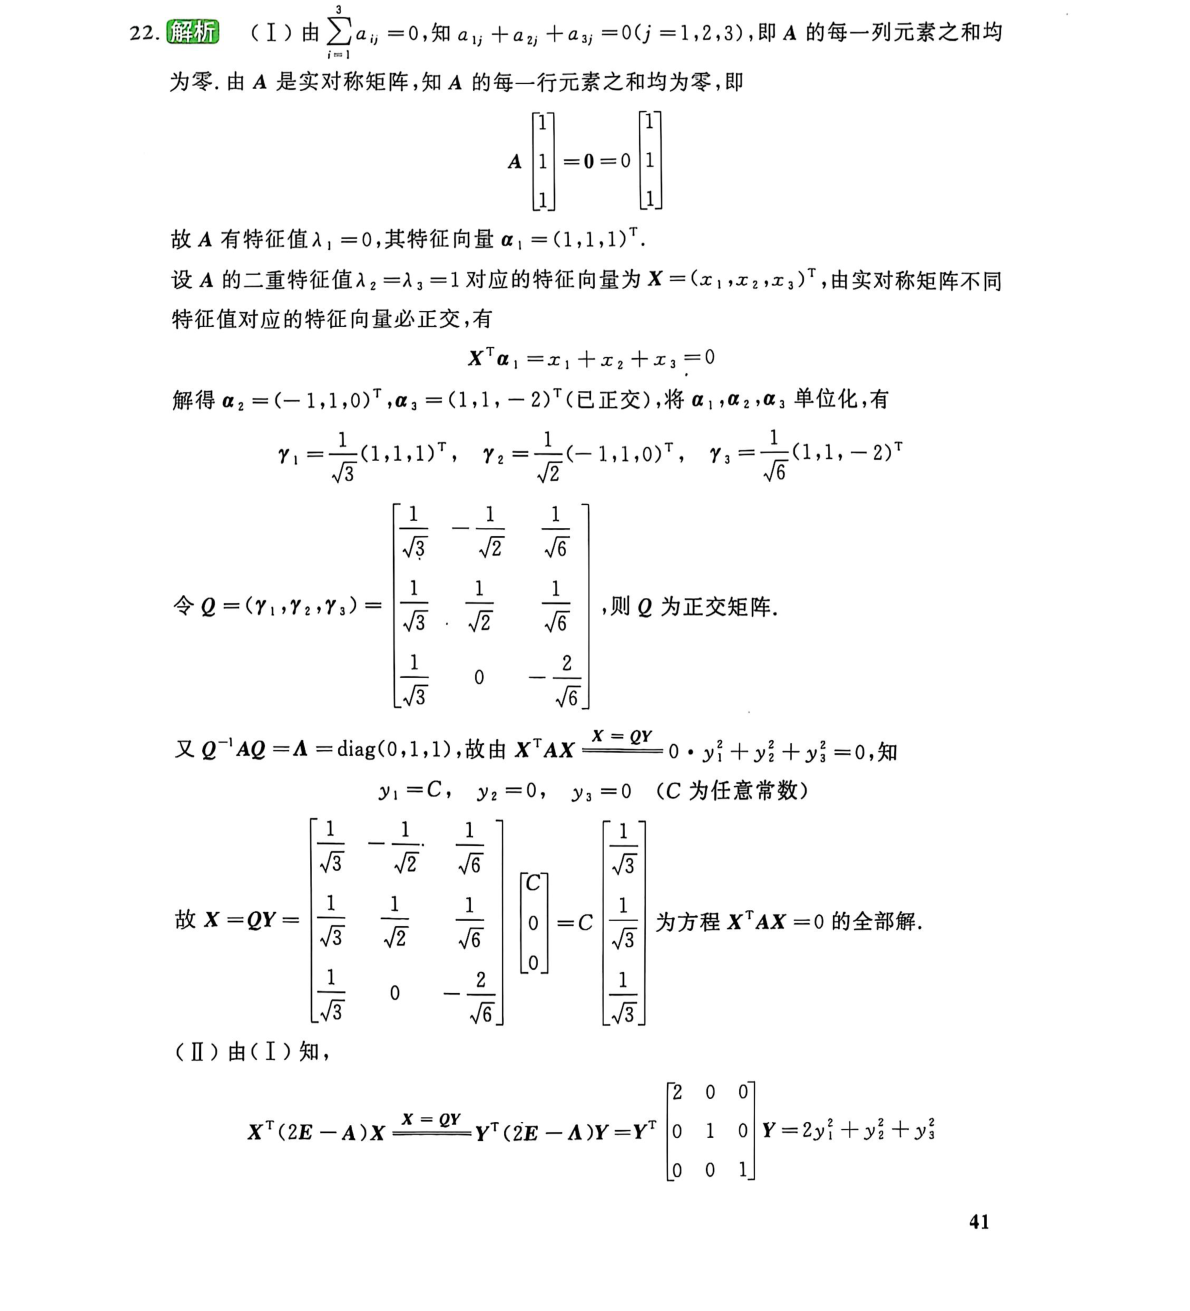 22. 解析 （Ⅰ）由 $\sum_{i=1}^{3} a_{ij}=0$,知 $a_{1j}+a_{2j}+a_{3j}=0(j=1,2,3)$,即 A 的每一列元素之和均
为零.由 A 是实对称矩阵,知 A 的每一行元素之和均为零,即
$A\begin{bmatrix}1\\1\\1\end{bmatrix}=\mathbf{0}=0\begin{bmatrix}1\\1\\1\end{bmatrix}$
故 A 有特征值 $\lambda_1=0$,其特征向量 $\alpha_1=(1,1,1)^T$.
设 A 的二重特征值 $\lambda_2=\lambda_3=1$ 对应的特征向量为 $X=(x_1,x_2,x_3)^T$,由实对称矩阵不同
特征值对应的特征向量必正交,有
$X^T\alpha_1=x_1+x_2+x_3=0$
解得 $\alpha_2=(-1,1,0)^T,\alpha_3=(1,1,-2)^T$(已正交),将 $\alpha_1,\alpha_2,\alpha_3$ 单位化,有
$\gamma_1=\frac{1}{\sqrt{3}}(1,1,1)^T, \gamma_2=\frac{1}{\sqrt{2}}(-1,1,0)^T, \gamma_3=\frac{1}{\sqrt{6}}(1,1,-2)^T$
令 $Q=(\gamma_1,\gamma_2,\gamma_3)=\begin{bmatrix}\frac{1}{\sqrt{3}}&-\frac{1}{\sqrt{2}}&\frac{1}{\sqrt{6}}\\\frac{1}{\sqrt{3}}&\frac{1}{\sqrt{2}}&\frac{1}{\sqrt{6}}\\\frac{1}{\sqrt{3}}&0&-\frac{2}{\sqrt{6}}\end{bmatrix}$,则 Q 为正交矩阵.
又 $Q^{-1}AQ=\Lambda=\mathrm{diag}(0,1,1)$,故由 $X^TAX\xlongequal{X=QY}0\cdot y_1^2+y_2^2+y_3^2=0$,知
$y_1=C, y_2=0, y_3=0$ (C 为任意常数)
故 $X=QY=\begin{bmatrix}\frac{1}{\sqrt{3}}&-\frac{1}{\sqrt{2}}&\frac{1}{\sqrt{6}}\\\frac{1}{\sqrt{3}}&\frac{1}{\sqrt{2}}&\frac{1}{\sqrt{6}}\\\frac{1}{\sqrt{3}}&0&-\frac{2}{\sqrt{6}}\end{bmatrix}\begin{bmatrix}C\\0\\0\end{bmatrix}=C\begin{bmatrix}\frac{1}{\sqrt{3}}\\\frac{1}{\sqrt{3}}\\\frac{1}{\sqrt{3}}\end{bmatrix}$ 为方程 $X^TAX=0$ 的全部解.
（Ⅱ）由（Ⅰ）知,
$X^T(2E-A)X\xlongequal{X=QY}Y^T(2E-\Lambda)Y=Y^T\begin{bmatrix}2&0&0\\0&1&0\\0&0&1\end{bmatrix}Y=2y_1^2+y_2^2+y_3^2$
41